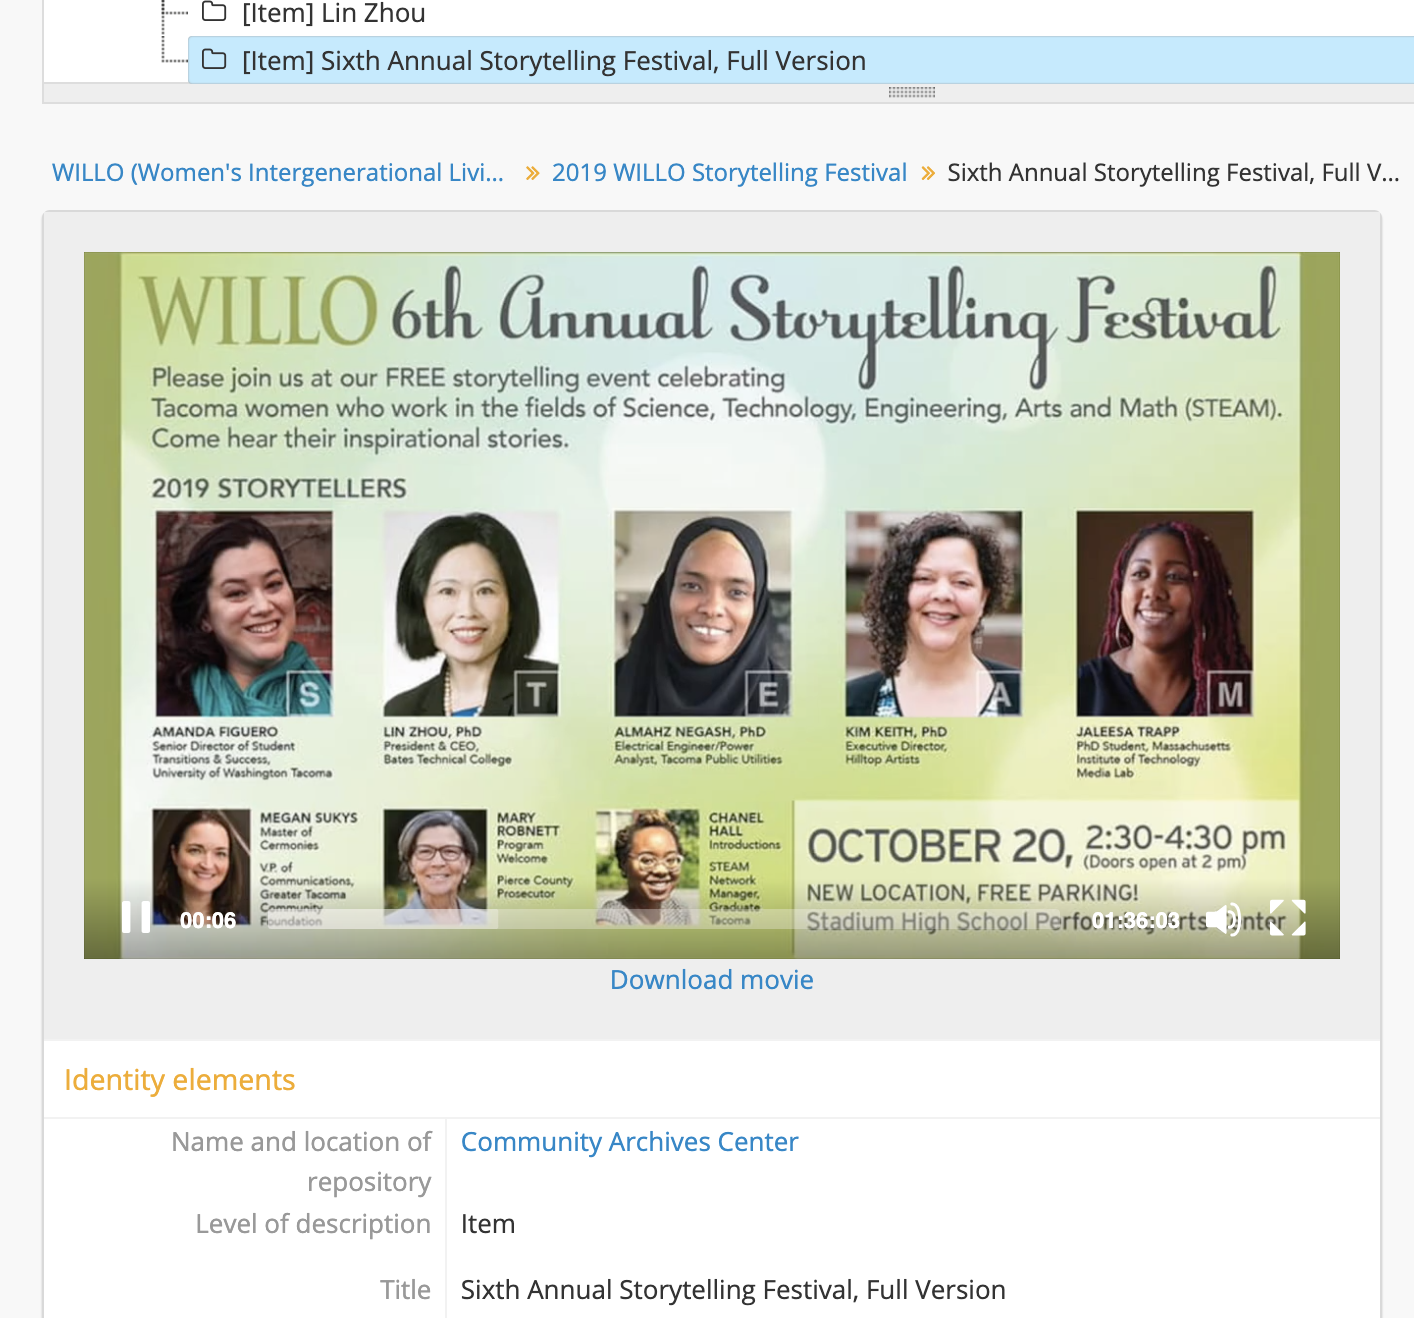 [Item] Lin Zhou
[Item] Sixth Annual Storytelling Festival, Full Version
WILLO (Women's Intergenerational Livi... » 2019 WILLO Storytelling Festival » Sixth Annual Storytelling Festival, Full V...
WILLO 6th Annual Storytelling Festival
Please join us at our FREE storytelling event celebrating
Tacoma women who work in the fields of Science, Technology, Engineering, Arts and Math (STEAM).
Come hear their inspirational stories.
2019 STORYTELLERS
S
T
E
A
M
AMANDA FIGUERO
Senior Director of Student
Transitions & Success,
University of Washington Tacoma
LIN ZHOU, PhD
President & CEO,
Bates Technical College
ALMAHZ NEGASH, PhD
Electrical Engineer/Power
Analyst, Tacoma Public Utilities
KIM KEITH, PhD
Executive Director,
Hilltop Artists
JALEESA TRAPP
PhD Student, Massachusetts
Institute of Technology
Media Lab
MEGAN SUKYS
Master of
Cermonies
V.P. of
Communications,
Greater Tacoma
Community
Foundation
MARY
ROBNETT
Program
Welcome
Pierce County
Prosecutor
CHANEL
HALL
Introductions
STEAM
Network
Manager,
Graduate
Tacoma
OCTOBER 20, 2:30-4:30 pm
(Doors open at 2 pm)
NEW LOCATION, FREE PARKING!
Stadium High School Performing Arts Center
00:06
01:36:03
Download movie
Identity elements
Name and location of
repository
Community Archives Center
Level of description
Item
Title
Sixth Annual Storytelling Festival, Full Version